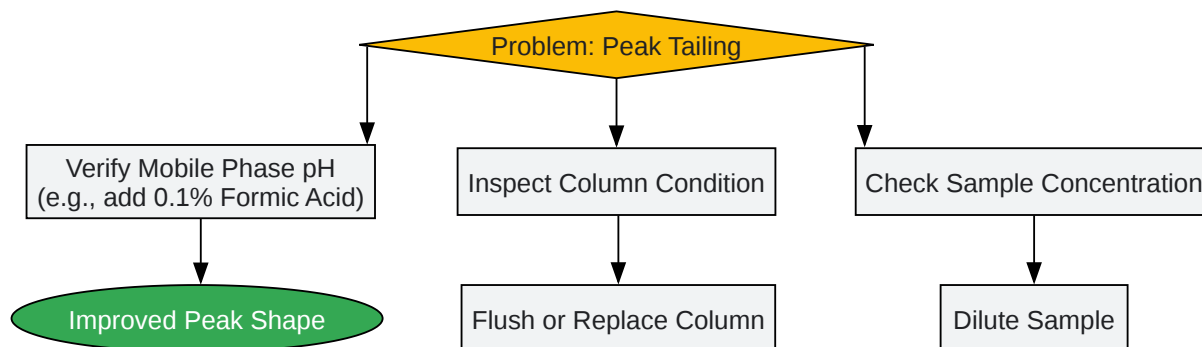 Problem: Peak Tailing
Verify Mobile Phase pH
(e.g., add 0.1% Formic Acid)
Inspect Column Condition
Check Sample Concentration
Improved Peak Shape
Flush or Replace Column
Dilute Sample